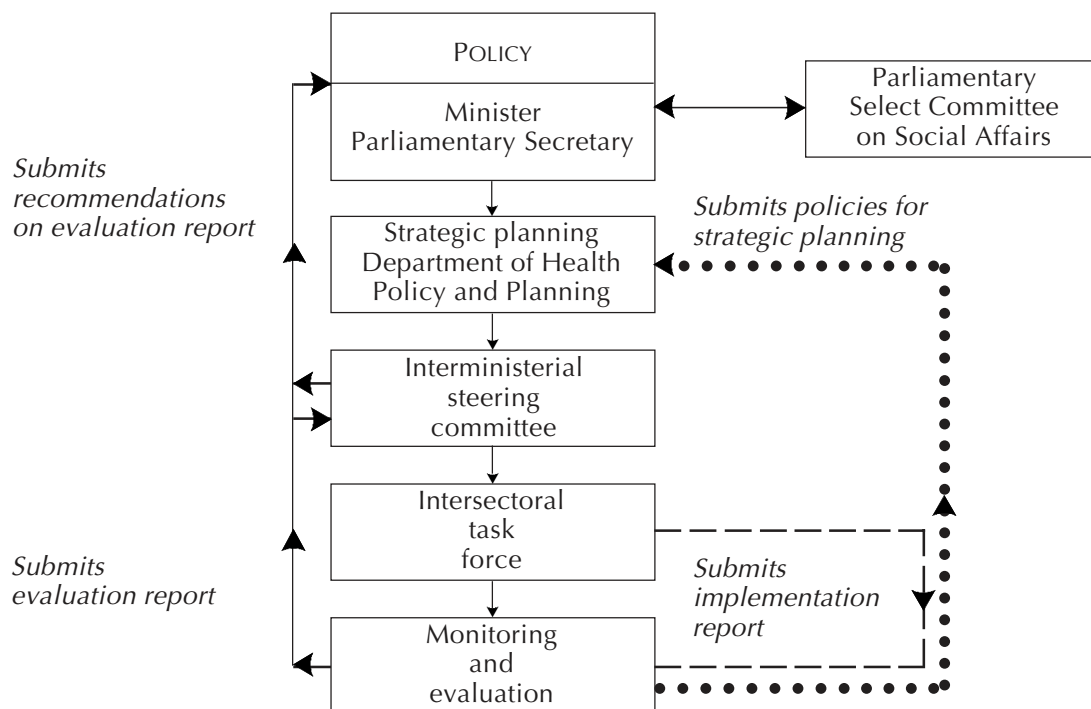 POLICY
Minister
Parliamentary Secretary
Parliamentary
Select Committee
on Social Affairs
Submits
recommendations
on evaluation report
Strategic planning
Department of Health
Policy and Planning
Submits policies for
strategic planning
Interministerial
steering
committee
Intersectoral
task
force
Submits
evaluation report
Submits
implementation
report
Monitoring
and
evaluation